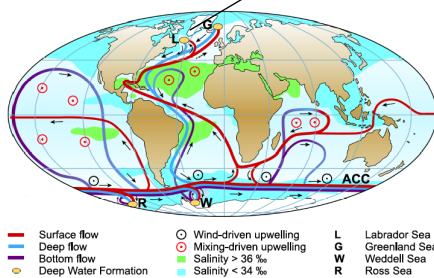 G
L
ACC
R
W
Surface flow
Deep flow
Bottom flow
Deep Water Formation
Wind-driven upwelling
Mixing-driven upwelling
Salinity > 36 ‰
Salinity < 34 ‰
L Labrador Sea
G Greenland Sea
W Weddell Sea
R Ross Sea